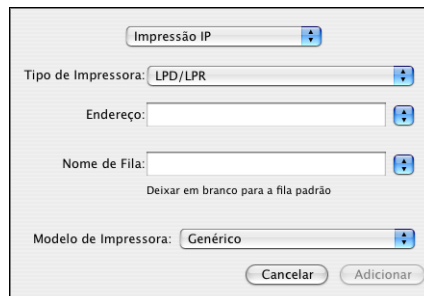 Impressão IP
Tipo de Impressora: LPD/LPR
Endereço:
Nome de Fila:
Deixar em branco para a fila padrão
Modelo de Impressora: Genérico
Cancelar Adicionar